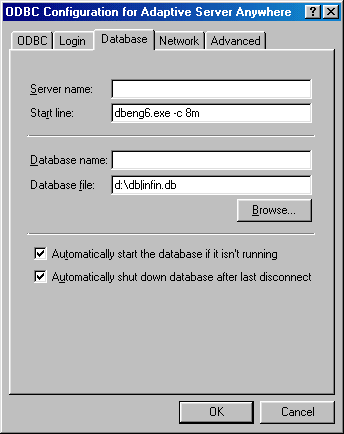 ODBC Configuration for Adaptive Server Anywhere
ODBC Login Database Network Advanced
Server name:
Start line: dbeng6.exe -c 8m
Database name:
Database file: d:\db\infin.db
Browse...
Automatically start the database if it isn't running
Automatically shut down database after last disconnect
OK Cancel